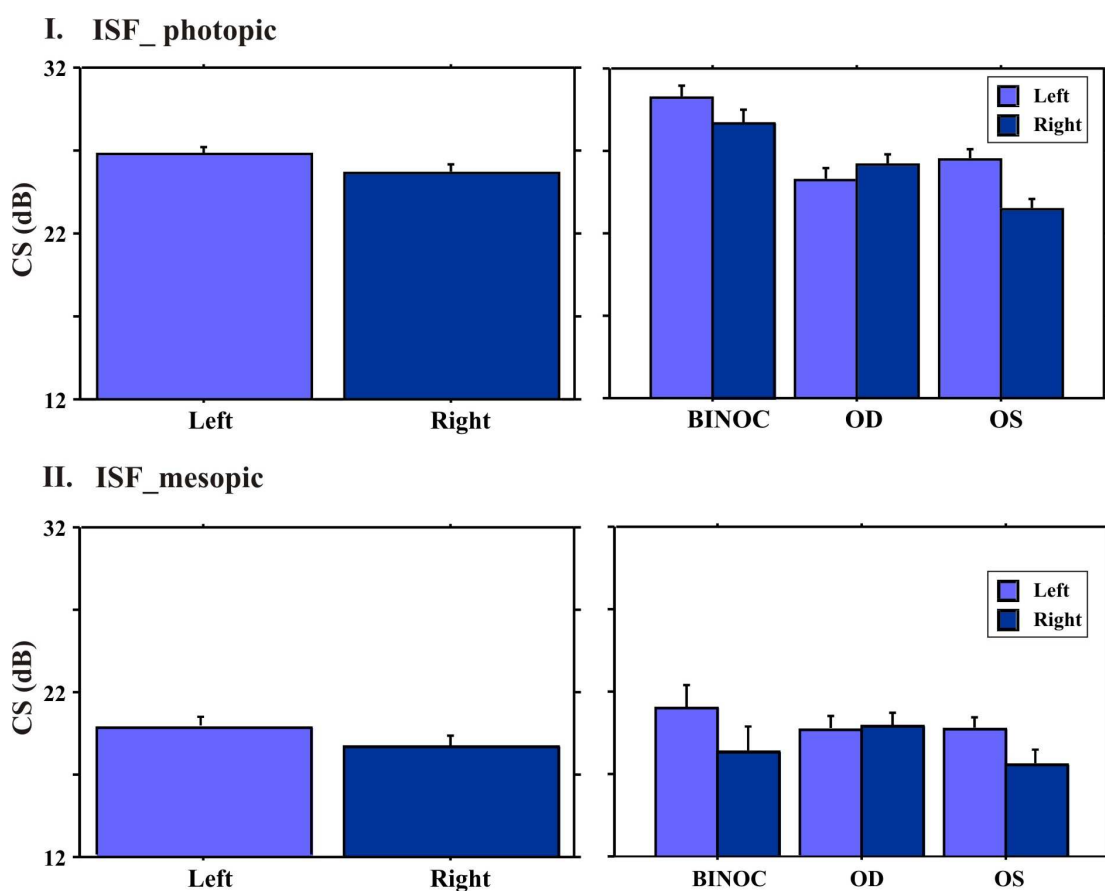 I. ISF_ photopic
32
22
12
CS (dB)
Left
Right
Left
Right
BINOC
OD
OS
II. ISF_mesopic
32
22
12
CS (dB)
Left
Right
Left
Right
BINOC
OD
OS